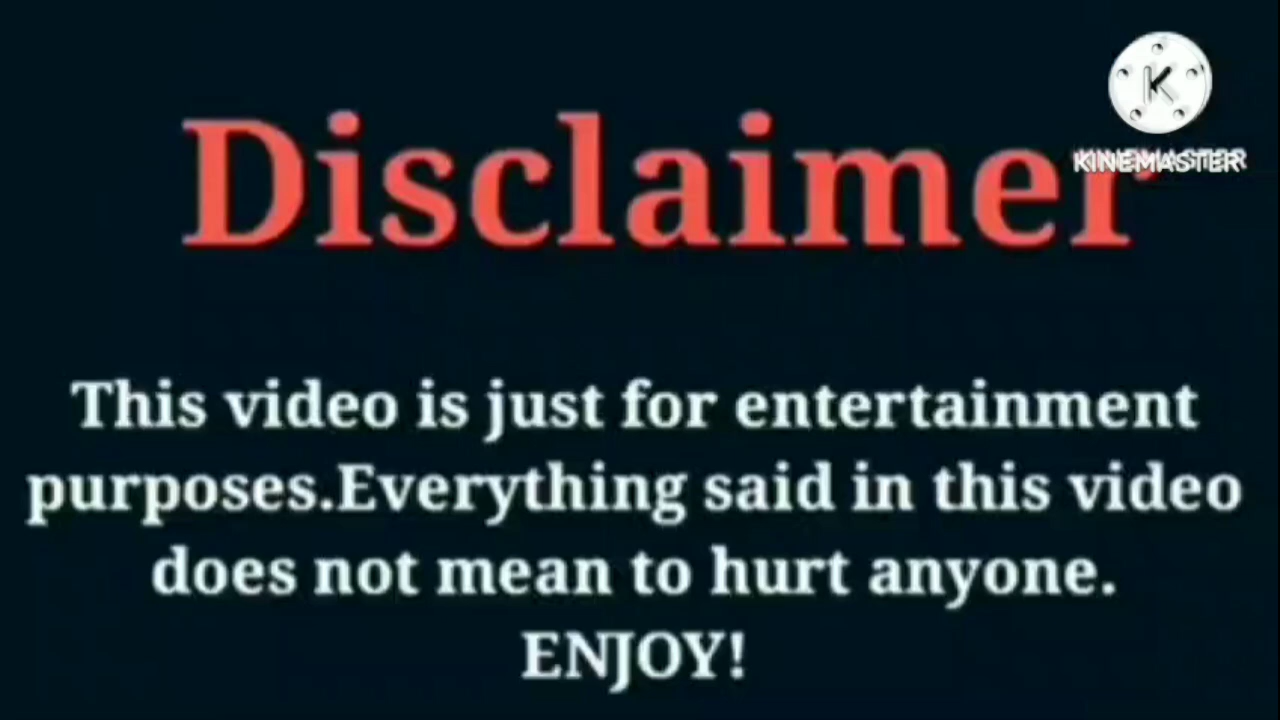 K
KINEMASTER
Disclaimer
This video is just for entertainment
purposes.Everything said in this video
does not mean to hurt anyone.
ENJOY!